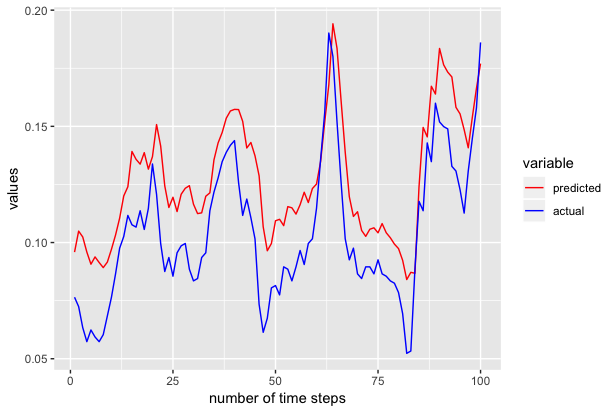 0.20
0.15
0.10
0.05
values
0 25 50 75 100
number of time steps
variable
predicted
actual